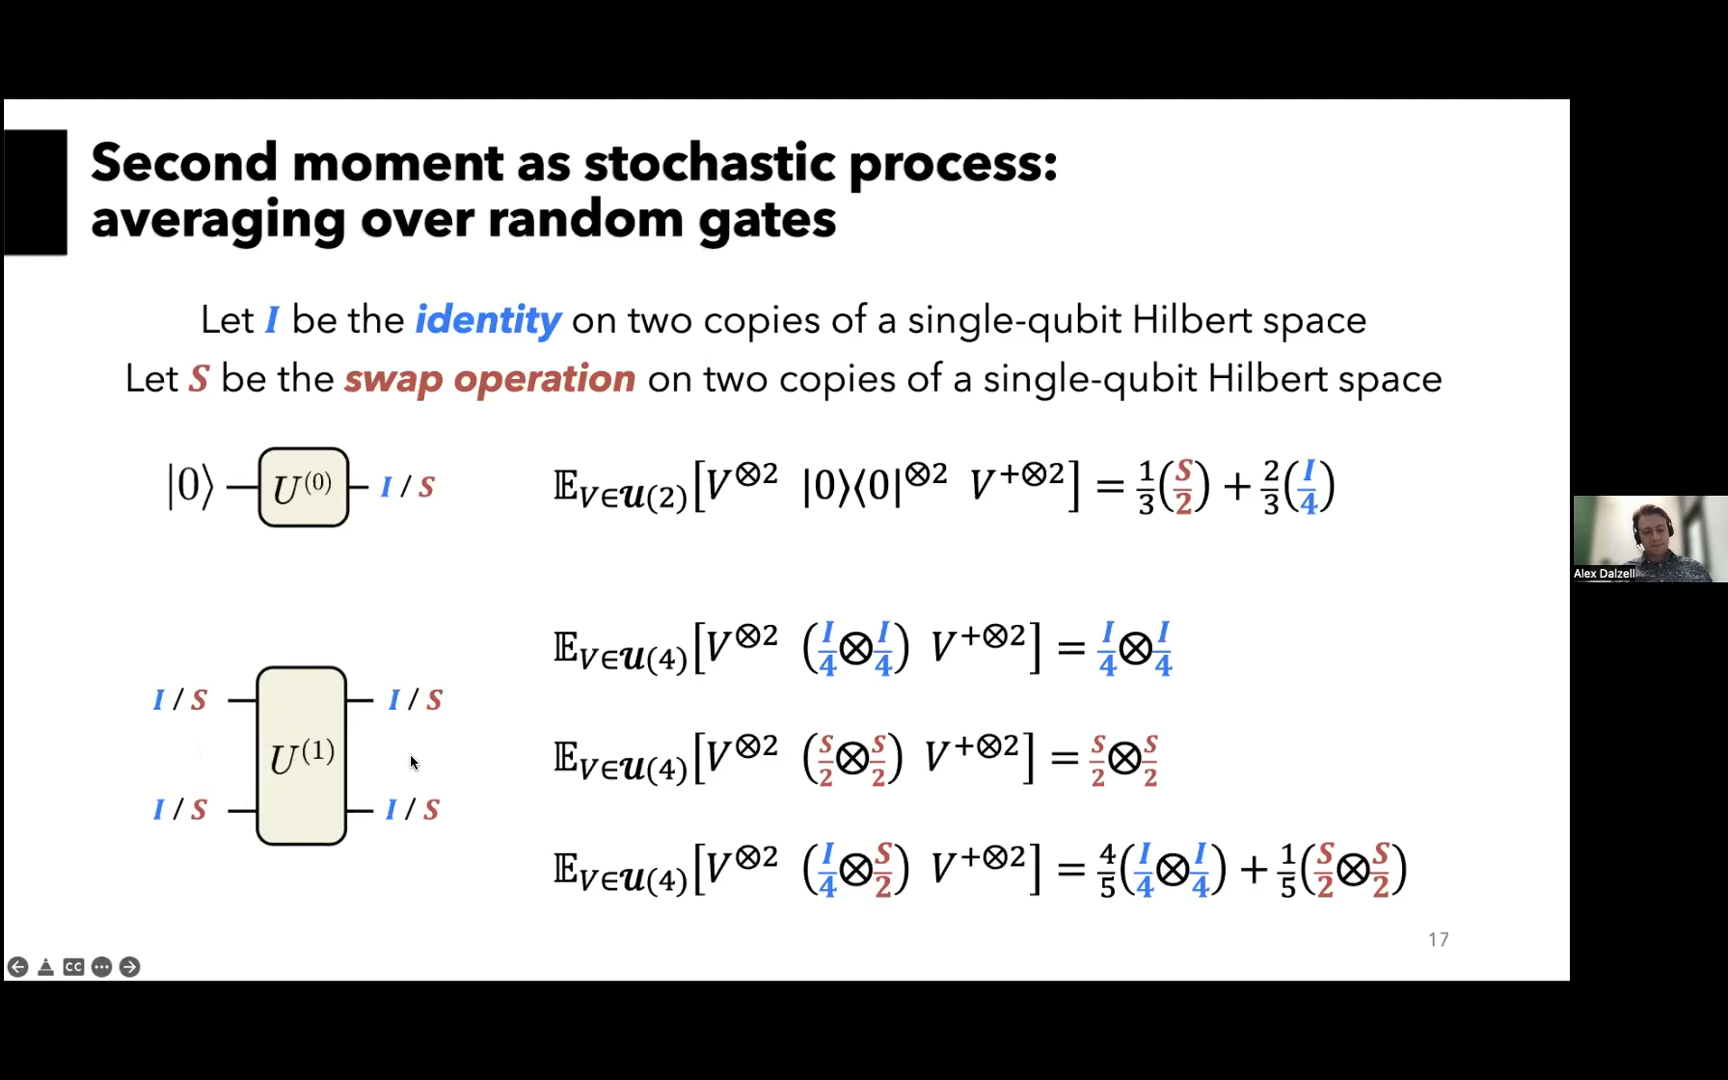 Second moment as stochastic process:
averaging over random gates
Let I be the identity on two copies of a single-qubit Hilbert space
Let S be the swap operation on two copies of a single-qubit Hilbert space
|0⟩ U⁽⁰⁾ I / S
𝔼_{V∈𝓤(2)}[V^{⊗2} |0⟩⟨0|^{⊗2} V^{+⊗2}] = 1/3(S/2) + 2/3(I/4)
𝔼_{V∈𝓤(4)}[V^{⊗2} (I/4⊗I/4) V^{+⊗2}] = I/4⊗I/4
I / S I / S
U⁽¹⁾
𝔼_{V∈𝓤(4)}[V^{⊗2} (S/2⊗S/2) V^{+⊗2}] = S/2⊗S/2
I / S I / S
𝔼_{V∈𝓤(4)}[V^{⊗2} (I/4⊗S/2) V^{+⊗2}] = 4/5(I/4⊗I/4) + 1/5(S/2⊗S/2)
17
CC
Alex Dalzell